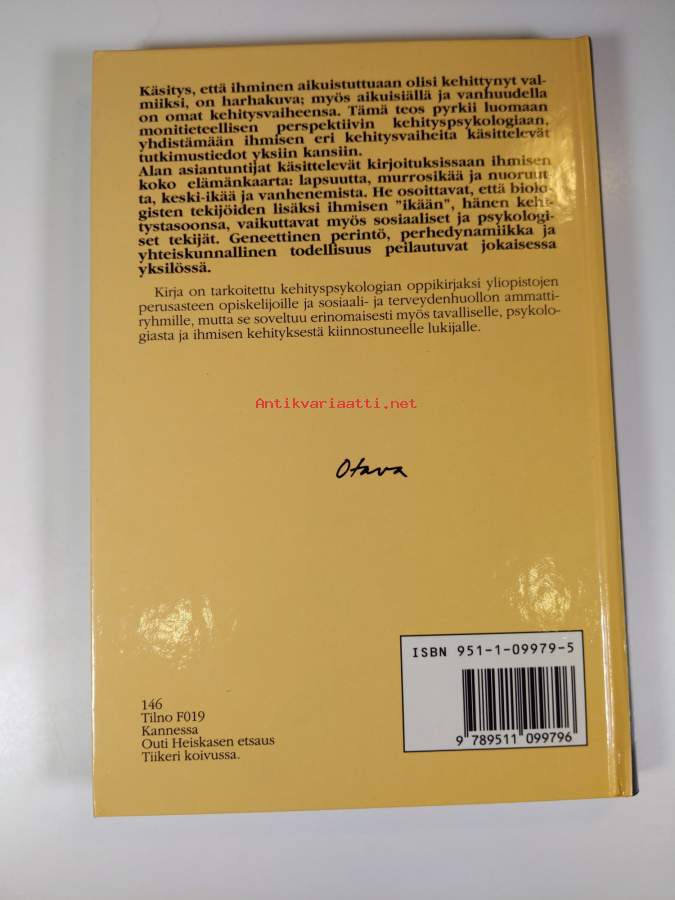 Käsitys, että ihminen aikuistuttuaan olisi kehittynyt val-
miiksi, on harhakuva; myös aikuisiällä ja vanhuudella
on omat kehitysvaiheensa. Tämä teos pyrkii luomaan
monitieteellisen perspektiivin kehityspsykologiaan,
yhdistämään ihmisen eri kehitysvaiheita käsittelevät
tutkimustiedot yksiin kansiin.
Alan asiantuntijat käsittelevät kirjoituksissaan ihmisen
koko elämänkaarta: lapsuutta, murrosikää ja nuoruut-
ta, keski-ikää ja vanhenemista. He osoittavat, että biolo-
gisten tekijöiden lisäksi ihmisen "ikään", hänen kehi-
tystasoonsa, vaikuttavat myös sosiaaliset ja psykologi-
set tekijät. Geneettinen perintö, perhedynamiikka ja
yhteiskunnallinen todellisuus peilautuvat jokaisessa
yksilössä.
Kirja on tarkoitettu kehityspsykologian oppikirjaksi yliopistojen
perusasteen opiskelijoille ja sosiaali- ja terveydenhuollon ammatti-
ryhmille, mutta se soveltuu erinomaisesti myös tavalliselle, psykolo-
giasta ja ihmisen kehityksestä kiinnostuneelle lukijalle.
Antikvariaatti.net
Otava
ISBN 951-1-09979-5
9 789511 099796
146
Tilno F019
Kannessa
Outi Heiskasen etsaus
Tiikeri koivussa.